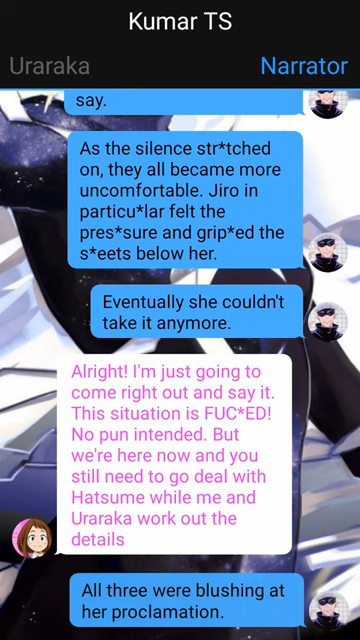 Kumar TS
Uraraka
Narrator
say.
As the silence str*tched
on, they all became more
uncomfortable. Jiro in
particu*lar felt the
pres*sure and grip*ed the
s*eets below her.
Eventually she couldn't
take it anymore.
Alright! I'm just going to
come right out and say it.
This situation is FUC*ED!
No pun intended. But
we're here now and you
still need to go deal with
Hatsume while me and
Uraraka work out the
details
All three were blushing at
her proclamation.